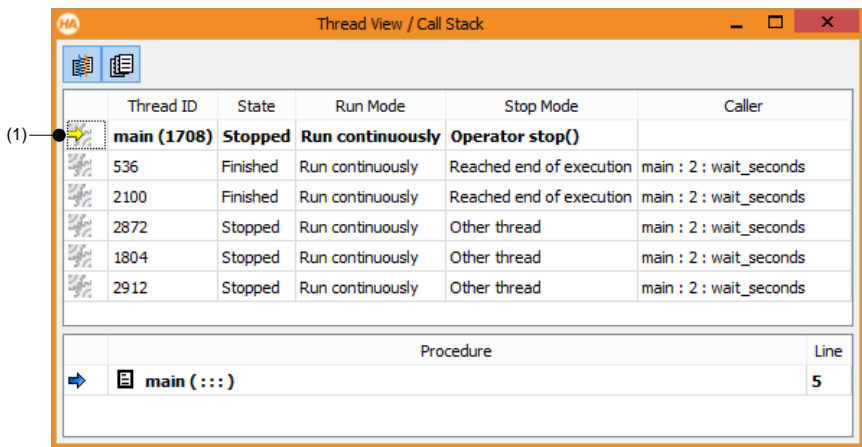 HA Thread View / Call Stack
Thread ID State Run Mode Stop Mode Caller
(1) main (1708) Stopped Run continuously Operator stop()
536 Finished Run continuously Reached end of execution main : 2 : wait_seconds
2100 Finished Run continuously Reached end of execution main : 2 : wait_seconds
2872 Stopped Run continuously Other thread main : 2 : wait_seconds
1804 Stopped Run continuously Other thread main : 2 : wait_seconds
2912 Stopped Run continuously Other thread main : 2 : wait_seconds
Procedure Line
main ( : : : ) 5